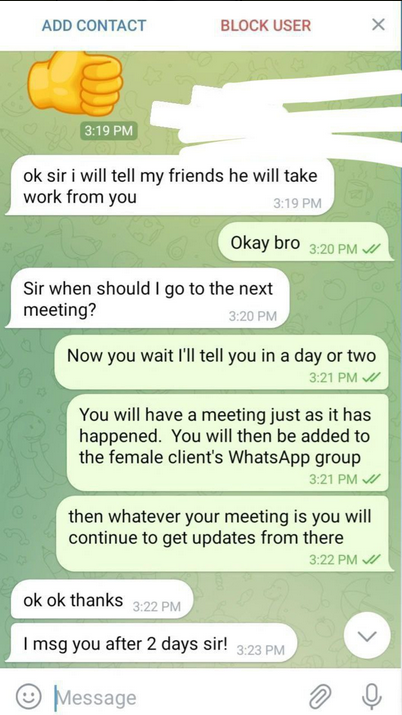 ADD CONTACT BLOCK USER
3:19 PM
ok sir i will tell my friends he will take
work from you
3:19 PM
Okay bro 3:20 PM
Sir when should I go to the next
meeting?
3:20 PM
Now you wait I'll tell you in a day or two
3:21 PM
You will have a meeting just as it has
happened. You will then be added to
the female client's WhatsApp group
3:21 PM
then whatever your meeting is you will
continue to get updates from there
3:22 PM
ok ok thanks 3:22 PM
I msg you after 2 days sir! 3:23 PM
Message